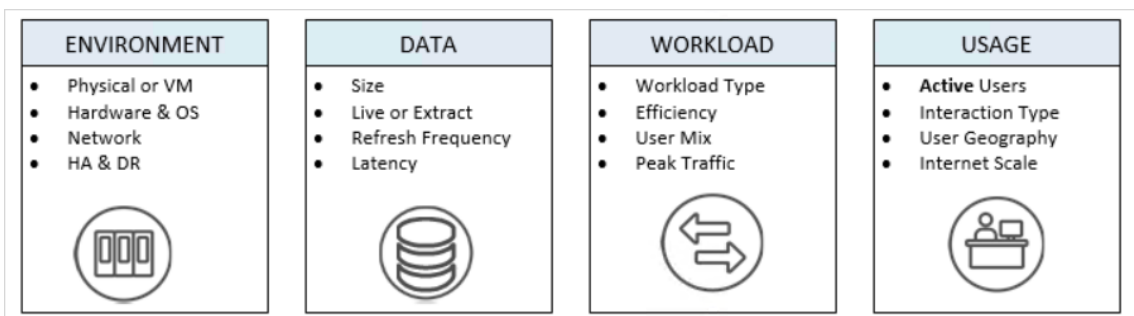 ENVIRONMENT
• Physical or VM
• Hardware & OS
• Network
• HA & DR
DATA
• Size
• Live or Extract
• Refresh Frequency
• Latency
WORKLOAD
• Workload Type
• Efficiency
• User Mix
• Peak Traffic
USAGE
• Active Users
• Interaction Type
• User Geography
• Internet Scale